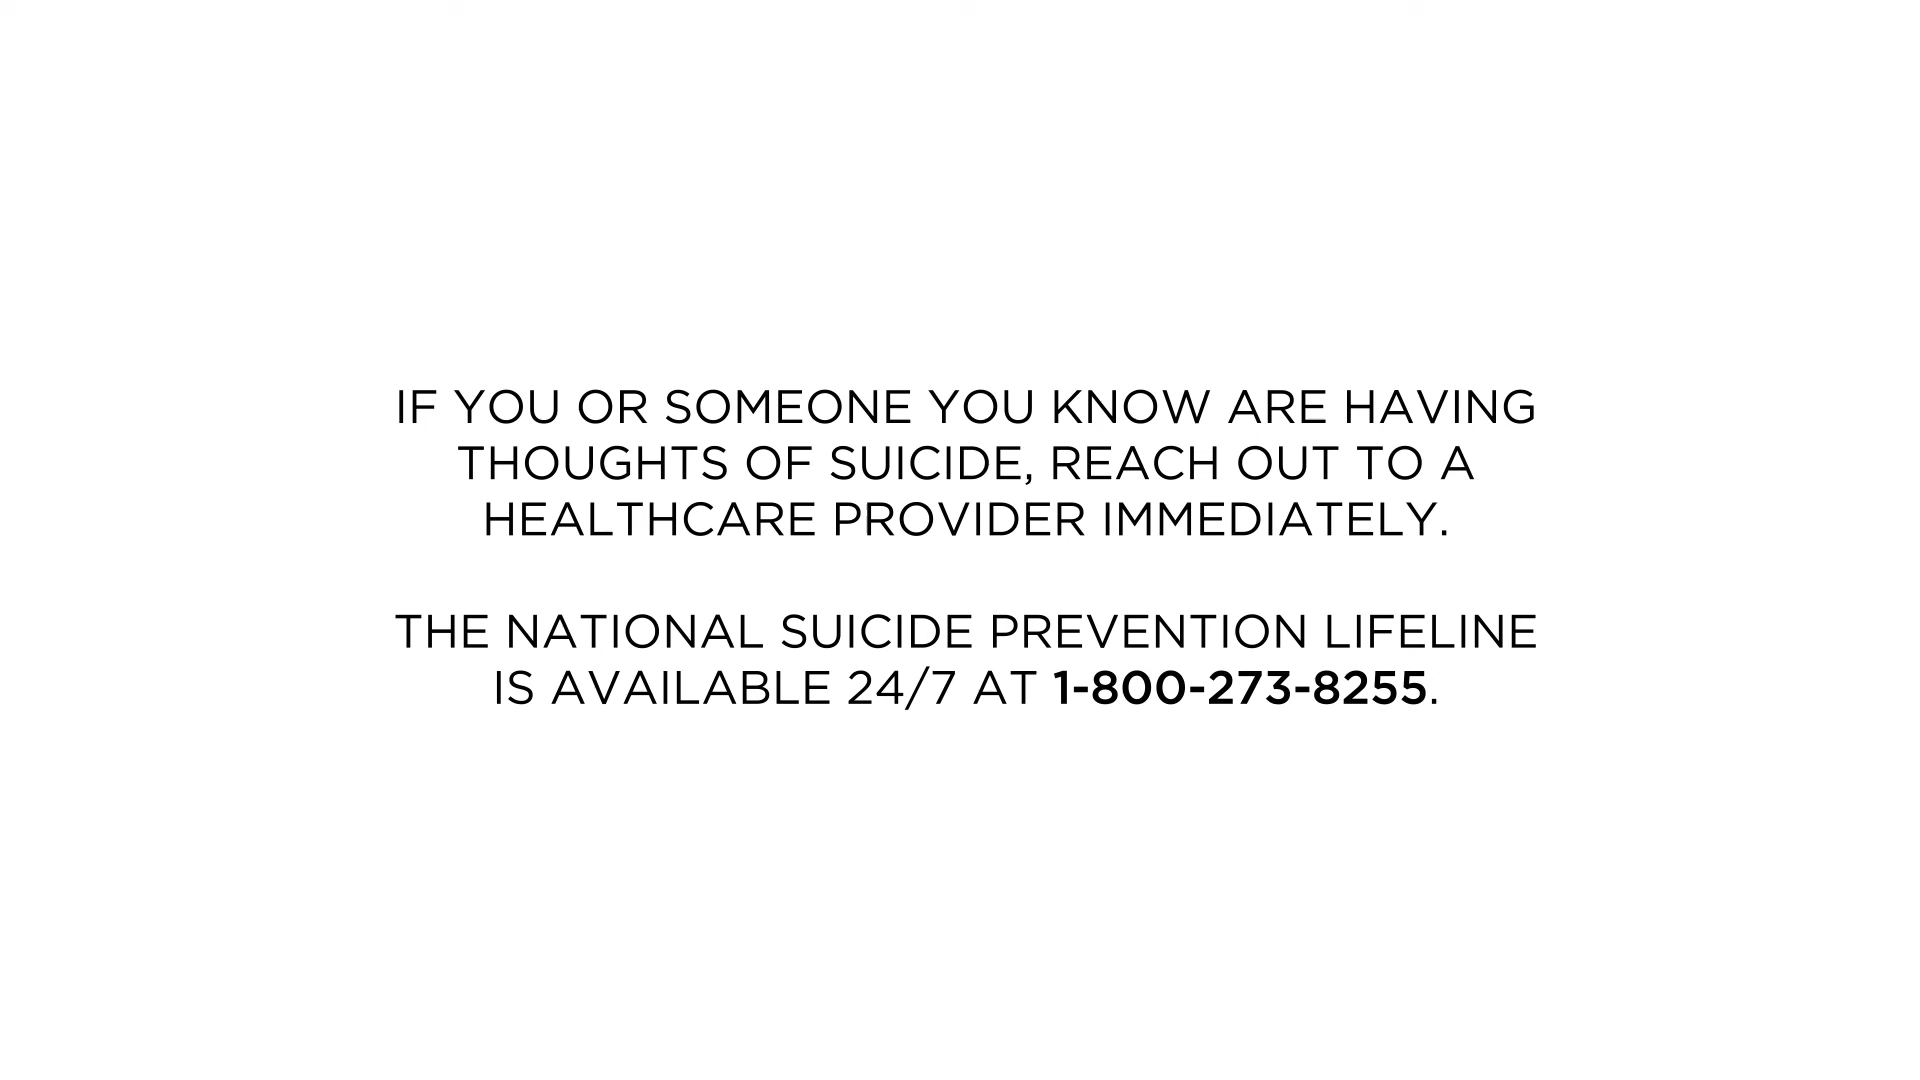 IF YOU OR SOMEONE YOU KNOW ARE HAVING
THOUGHTS OF SUICIDE, REACH OUT TO A
HEALTHCARE PROVIDER IMMEDIATELY.
THE NATIONAL SUICIDE PREVENTION LIFELINE
IS AVAILABLE 24/7 AT 1-800-273-8255.